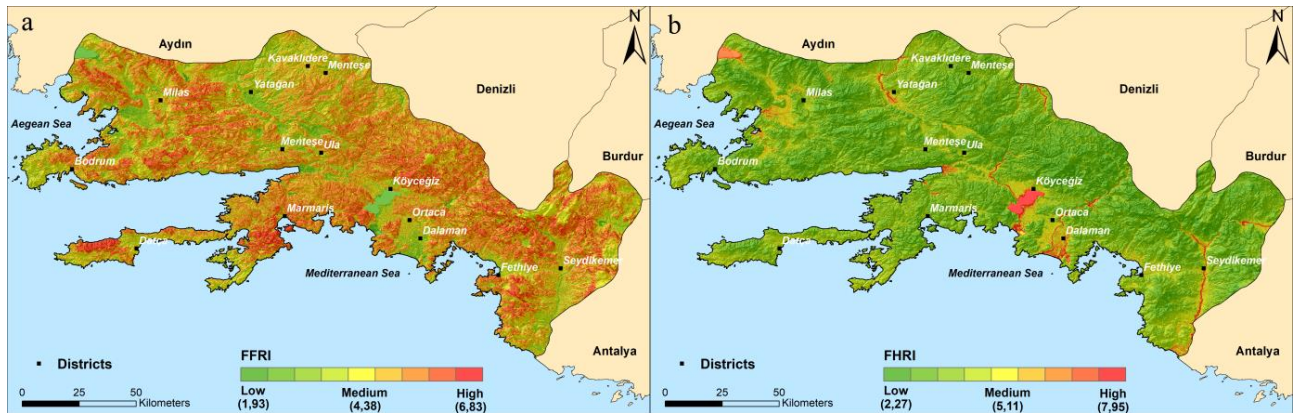 a
N
Aydın
Kavaklıdere
Menteşe
Denizli
Milas
Yatağan
Aegean Sea
Menteşe
Ula
Burdur
Bodrum
Köyceğiz
Marmaris
Ortaca
Datça
Dalaman
Mediterranean Sea
Fethiye
Seydikemer
Antalya
Districts
FFRI
Low
(1,93)
Medium
(4,38)
High
(6,83)
0 25 50
Kilometers
b
N
Aydın
Kavaklıdere
Menteşe
Denizli
Milas
Yatağan
Aegean Sea
Menteşe
Ula
Burdur
Bodrum
Köyceğiz
Marmaris
Ortaca
Datça
Dalaman
Mediterranean Sea
Fethiye
Seydikemer
Antalya
Districts
FHRI
Low
(2,27)
Medium
(5,11)
High
(7,95)
0 25 50
Kilometers